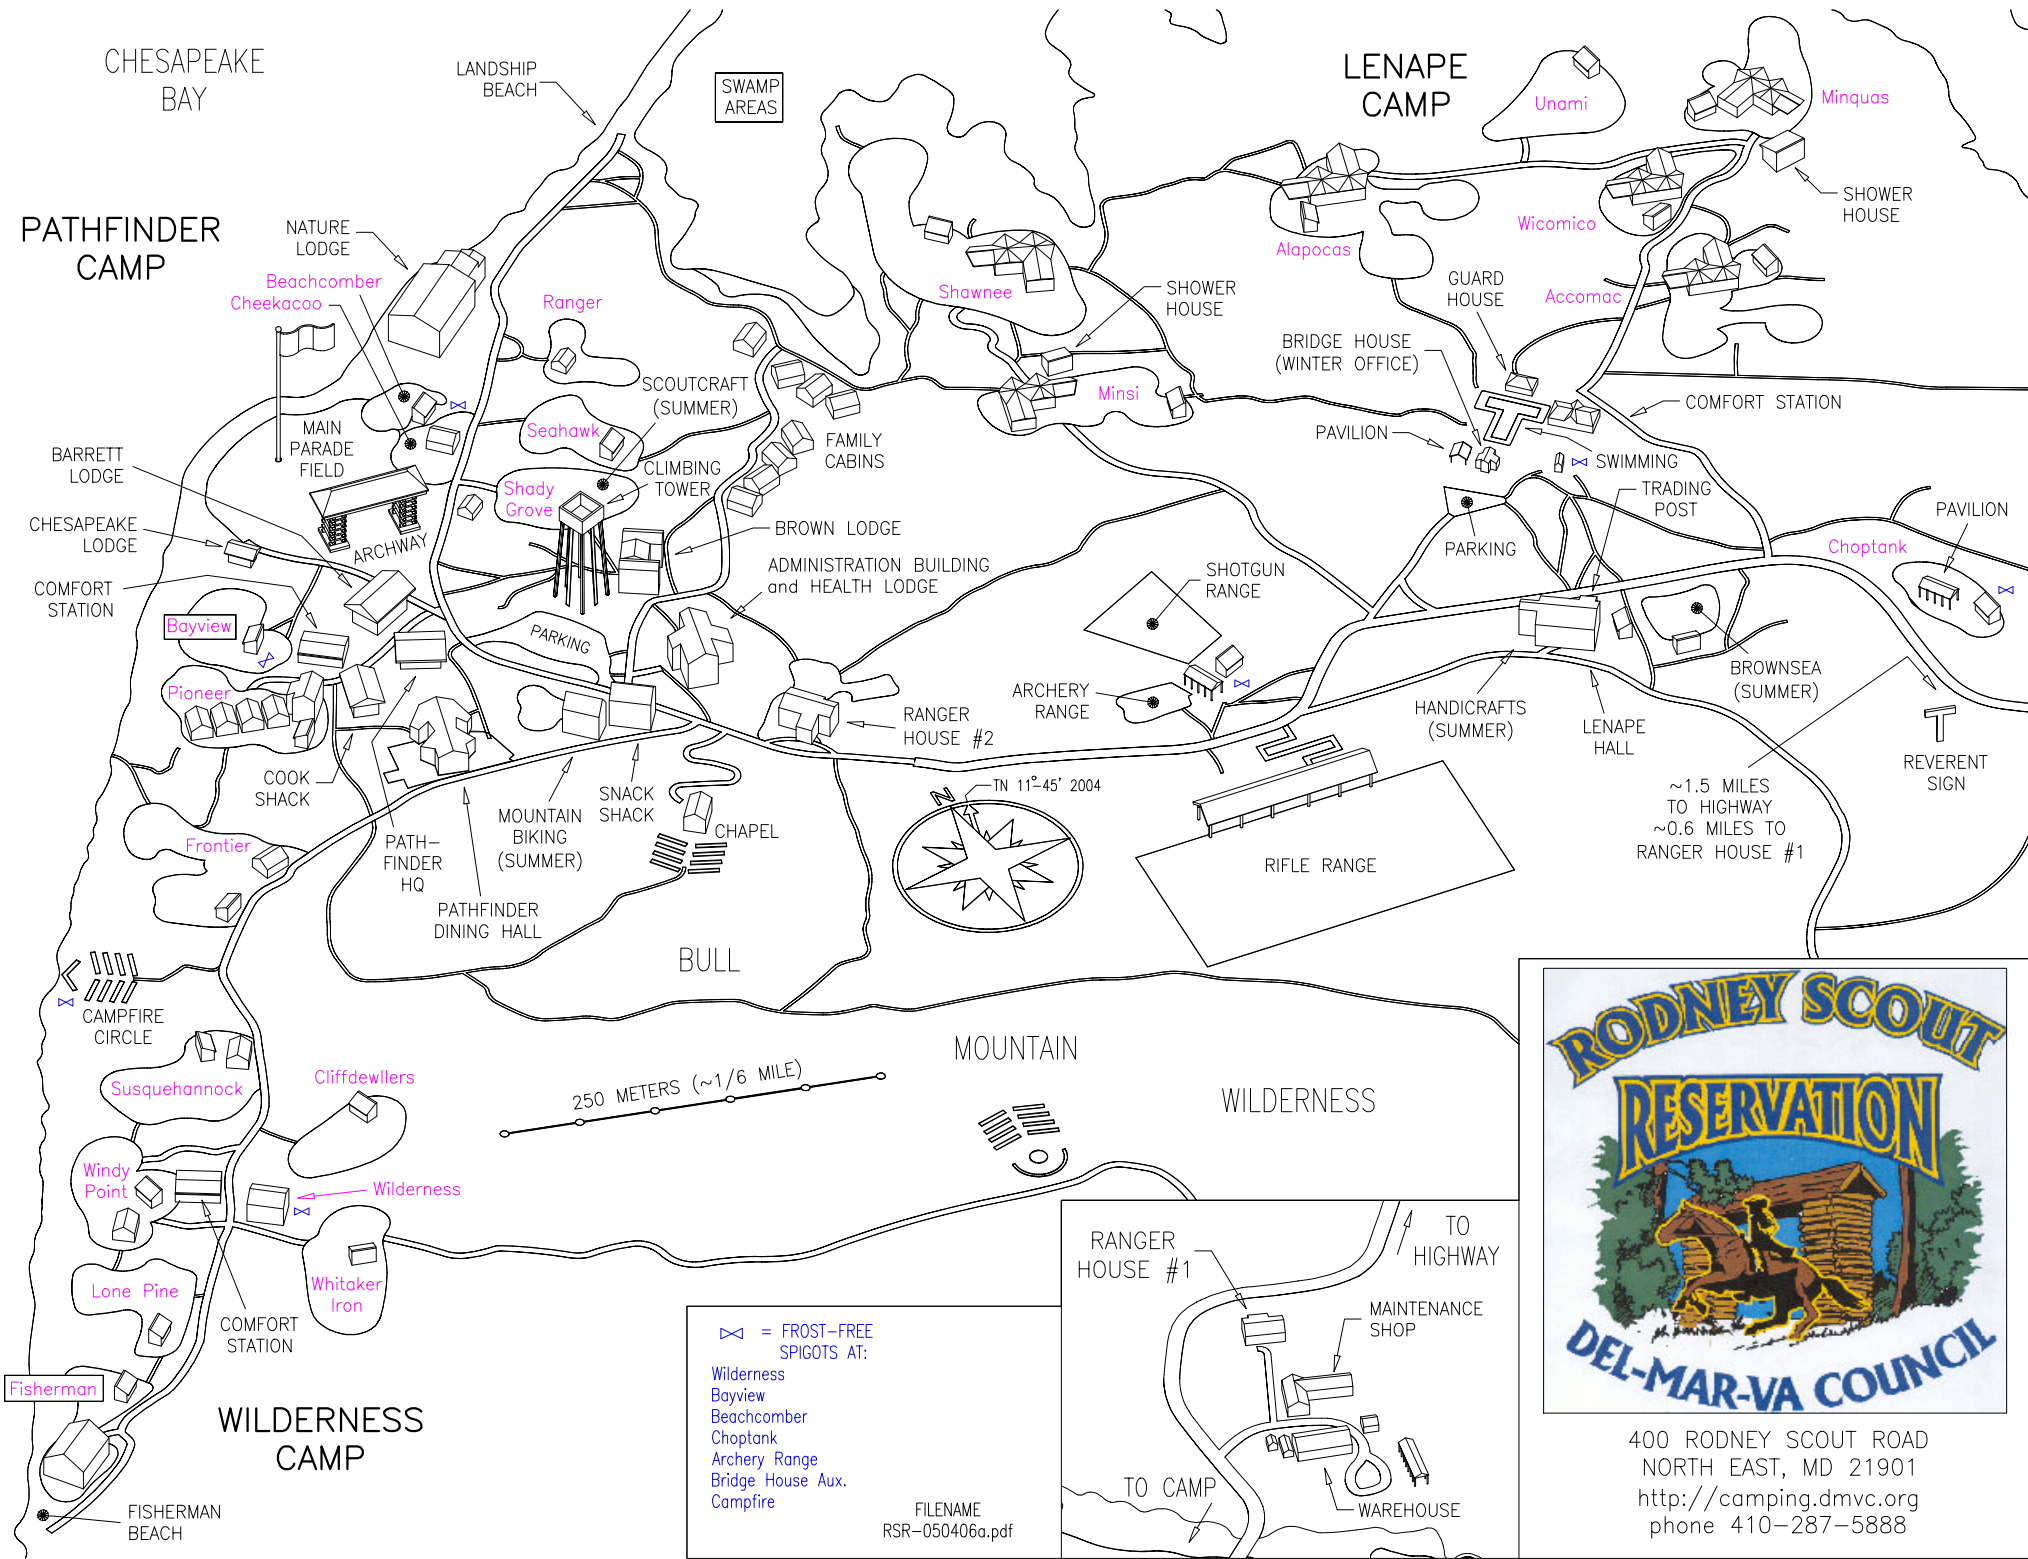 CHESAPEAKE
BAY
LANDSHIP
BEACH
SWAMP
AREAS
LENAPE
CAMP
Unami
Minquas
SHOWER
HOUSE
PATHFINDER
CAMP
NATURE
LODGE
Beachcomber
Cheekacoo
Ranger
Shawnee
SHOWER
HOUSE
Alapocas
Wicomico
Accomac
GUARD
HOUSE
BRIDGE HOUSE
(WINTER OFFICE)
SCOUTCRAFT
(SUMMER)
Minsi
COMFORT STATION
PAVILION
SWIMMING
MAIN
PARADE
FIELD
Seahawk
FAMILY
CABINS
BARRETT
LODGE
CLIMBING
TOWER
Shady
Grove
TRADING
POST
PAVILION
CHESAPEAKE
LODGE
ARCHWAY
BROWN LODGE
PARKING
Choptank
ADMINISTRATION BUILDING
and HEALTH LODGE
SHOTGUN
RANGE
COMFORT
STATION
Bayview
PARKING
BROWNSEA
(SUMMER)
Pioneer
ARCHERY
RANGE
RANGER
HOUSE #2
HANDICRAFTS
(SUMMER)
LENAPE
HALL
REVERENT
SIGN
COOK
SHACK
MOUNTAIN
BIKING
(SUMMER)
SNACK
SHACK
TN 11°-45' 2004
N
~1.5 MILES
TO HIGHWAY
~0.6 MILES TO
RANGER HOUSE #1
CHAPEL
Frontier
PATH-
FINDER
HQ
RIFLE RANGE
PATHFINDER
DINING HALL
BULL
CAMPFIRE
CIRCLE
MOUNTAIN
WILDERNESS
Susquehannock
Cliffdewllers
250 METERS (~1/6 MILE)
Windy
Point
Wilderness
Lone Pine
Whitaker
Iron
COMFORT
STATION
Fisherman
WILDERNESS
CAMP
FISHERMAN
BEACH
= FROST-FREE
SPIGOTS AT:
Wilderness
Bayview
Beachcomber
Choptank
Archery Range
Bridge House Aux.
Campfire
FILENAME
RSR-050406a.pdf
RANGER
HOUSE #1
TO
HIGHWAY
MAINTENANCE
SHOP
TO CAMP
WAREHOUSE
RODNEY SCOUT
RESERVATION
DEL-MAR-VA COUNCIL
400 RODNEY SCOUT ROAD
NORTH EAST, MD 21901
http://camping.dmvc.org
phone 410-287-5888